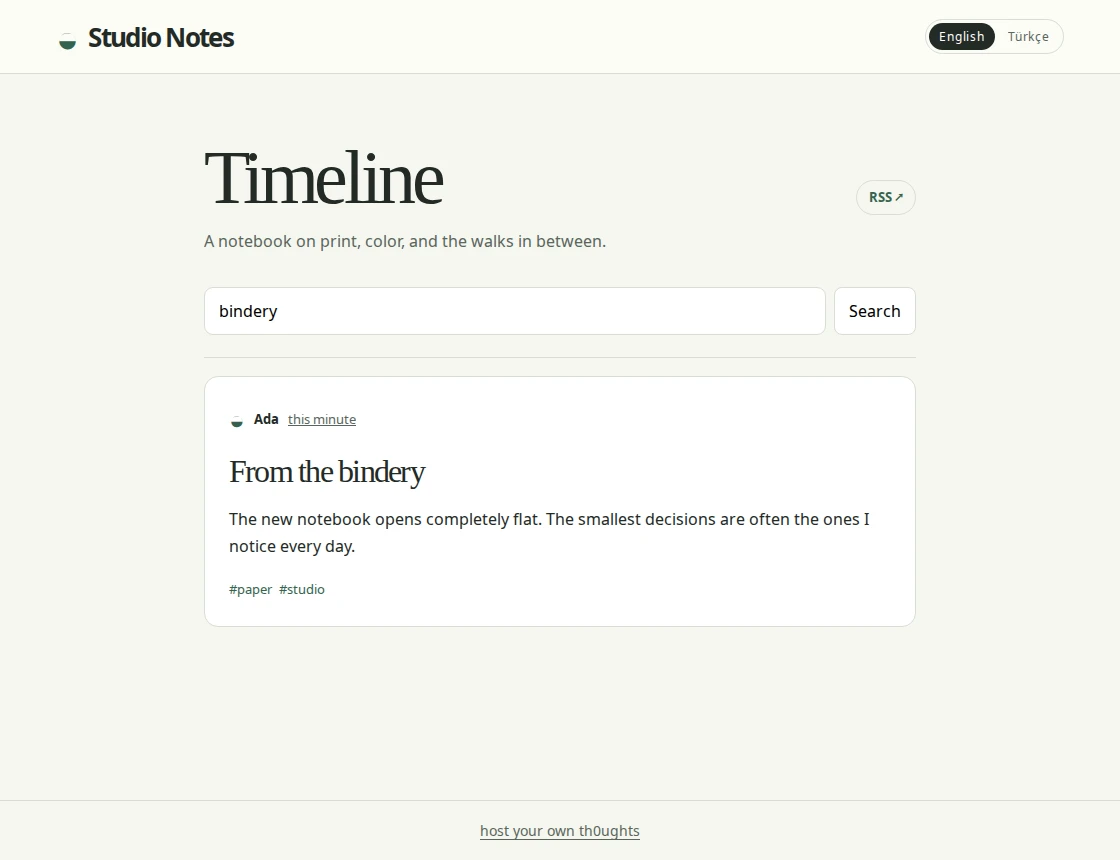 Studio Notes
English Türkçe
Timeline
RSS↗
A notebook on print, color, and the walks in between.
bindery
Search
Ada this minute
From the bindery
The new notebook opens completely flat. The smallest decisions are often the ones I
notice every day.
#paper #studio
host your own th0ughts